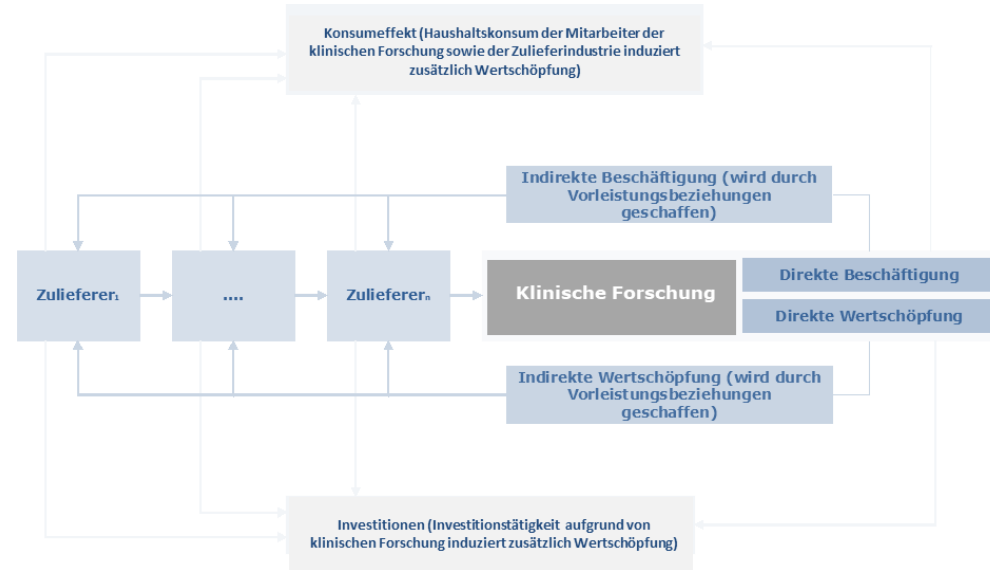 Konsumeffekt (Haushaltskonsum der Mitarbeiter der
klinischen Forschung sowie der Zulieferindustrie induziert
zusätzlich Wertschöpfung)
Indirekte Beschäftigung (wird durch
Vorleistungsbeziehungen
geschaffen)
Zulieferer₁
....
Zuliefererₙ
Klinische Forschung
Direkte Beschäftigung
Direkte Wertschöpfung
Indirekte Wertschöpfung (wird durch
Vorleistungsbeziehungen
geschaffen)
Investitionen (Investitionstätigkeit aufgrund von
klinischen Forschung induziert zusätzlich Wertschöpfung)